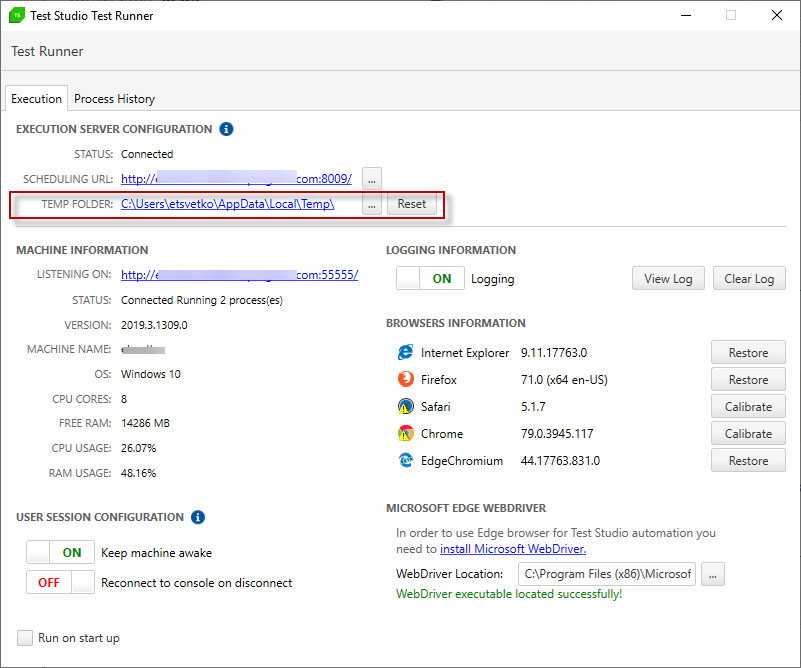 TS Test Studio Test Runner
Test Runner
Execution Process History
EXECUTION SERVER CONFIGURATION i
STATUS: Connected
SCHEDULING URL: http:// com:8009/ ...
TEMP FOLDER: C:\Users\etsvetko\AppData\Local\Temp\ ... Reset
MACHINE INFORMATION
LISTENING ON: http:// com:55555/
STATUS: Connected Running 2 process(es)
VERSION: 2019.3.1309.0
MACHINE NAME:
OS: Windows 10
CPU CORES: 8
FREE RAM: 14286 MB
CPU USAGE: 26.07%
RAM USAGE: 48.16%
USER SESSION CONFIGURATION i
ON Keep machine awake
OFF Reconnect to console on disconnect
Run on start up
LOGGING INFORMATION
ON Logging View Log Clear Log
BROWSERS INFORMATION
Internet Explorer 9.11.17763.0 Restore
Firefox 71.0 (x64 en-US) Restore
Safari 5.1.7 Calibrate
Chrome 79.0.3945.117 Calibrate
EdgeChromium 44.17763.831.0 Restore
MICROSOFT EDGE WEBDRIVER
In order to use Edge browser for Test Studio automation you
need to install Microsoft WebDriver.
WebDriver Location: C:\Program Files (x86)\Microsof ...
WebDriver executable located successfully!